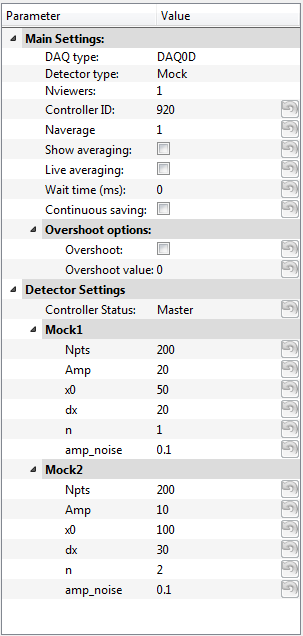 Parameter Value
Main Settings:
DAQ type: DAQ0D
Detector type: Mock
Nviewers: 1
Controller ID: 920
Naverage 1
Show averaging:
Live averaging:
Wait time (ms): 0
Continuous saving:
Overshoot options:
Overshoot:
Overshoot value: 0
Detector Settings
Controller Status: Master
Mock1
Npts 200
Amp 20
x0 50
dx 20
n 1
amp_noise 0.1
Mock2
Npts 200
Amp 10
x0 100
dx 30
n 2
amp_noise 0.1